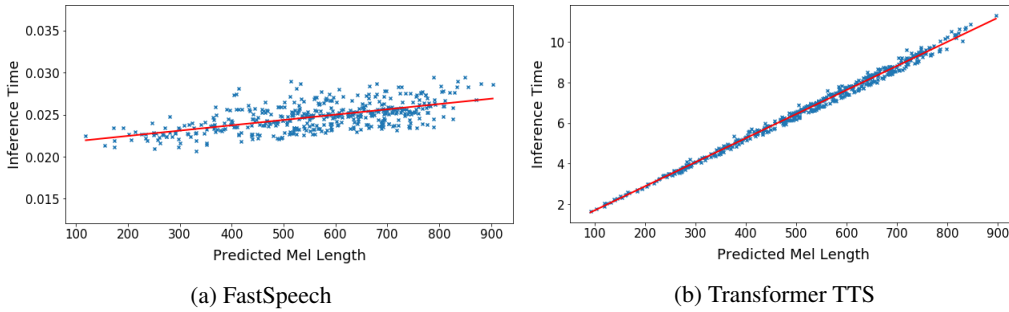 0.035
0.030
0.025
0.020
0.015
Inference Time
100 200 300 400 500 600 700 800 900
Predicted Mel Length
(a) FastSpeech
10
8
6
4
2
Inference Time
100 200 300 400 500 600 700 800 900
Predicted Mel Length
(b) Transformer TTS